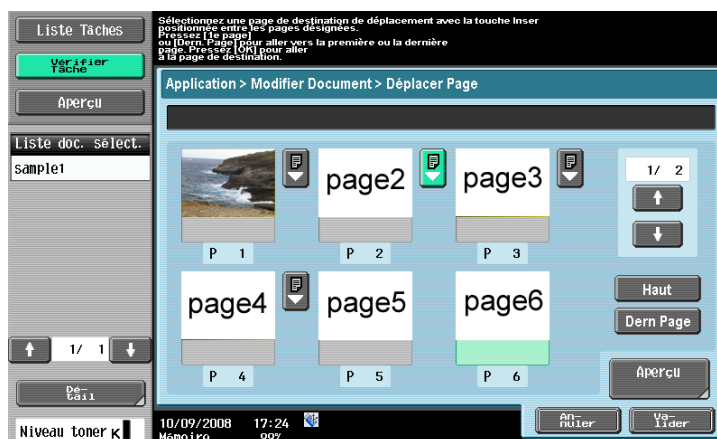 Liste Tâches
Vérifier
Tâche
Aperçu
Liste doc. sélect.
sample1
1/ 1
Dé-
tail
Niveau toner K
Sélectionnez une page de destination de déplacement avec la touche Inser
positionnée entre les pages désignées.
Pressez [1e page]
ou [Dern. Page] pour aller vers la première ou la dernière
page. Pressez [OK] pour aller
à la page de destination.
Application > Modifier Document > Déplacer Page
page2
page3
P 1
P 2
P 3
page4
page5
page6
P 4
P 5
P 6
1/ 2
Haut
Dern Page
Aperçu
10/09/2008 17:24
Mémoire 99%
An-
nuler
Va-
lider